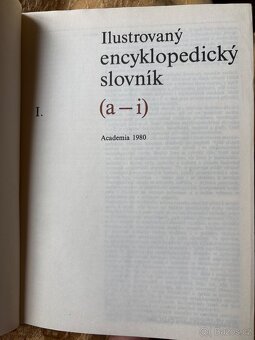 Ilustrovaný
encyklopedický
slovník
I.
(a – i)
Academia 1980